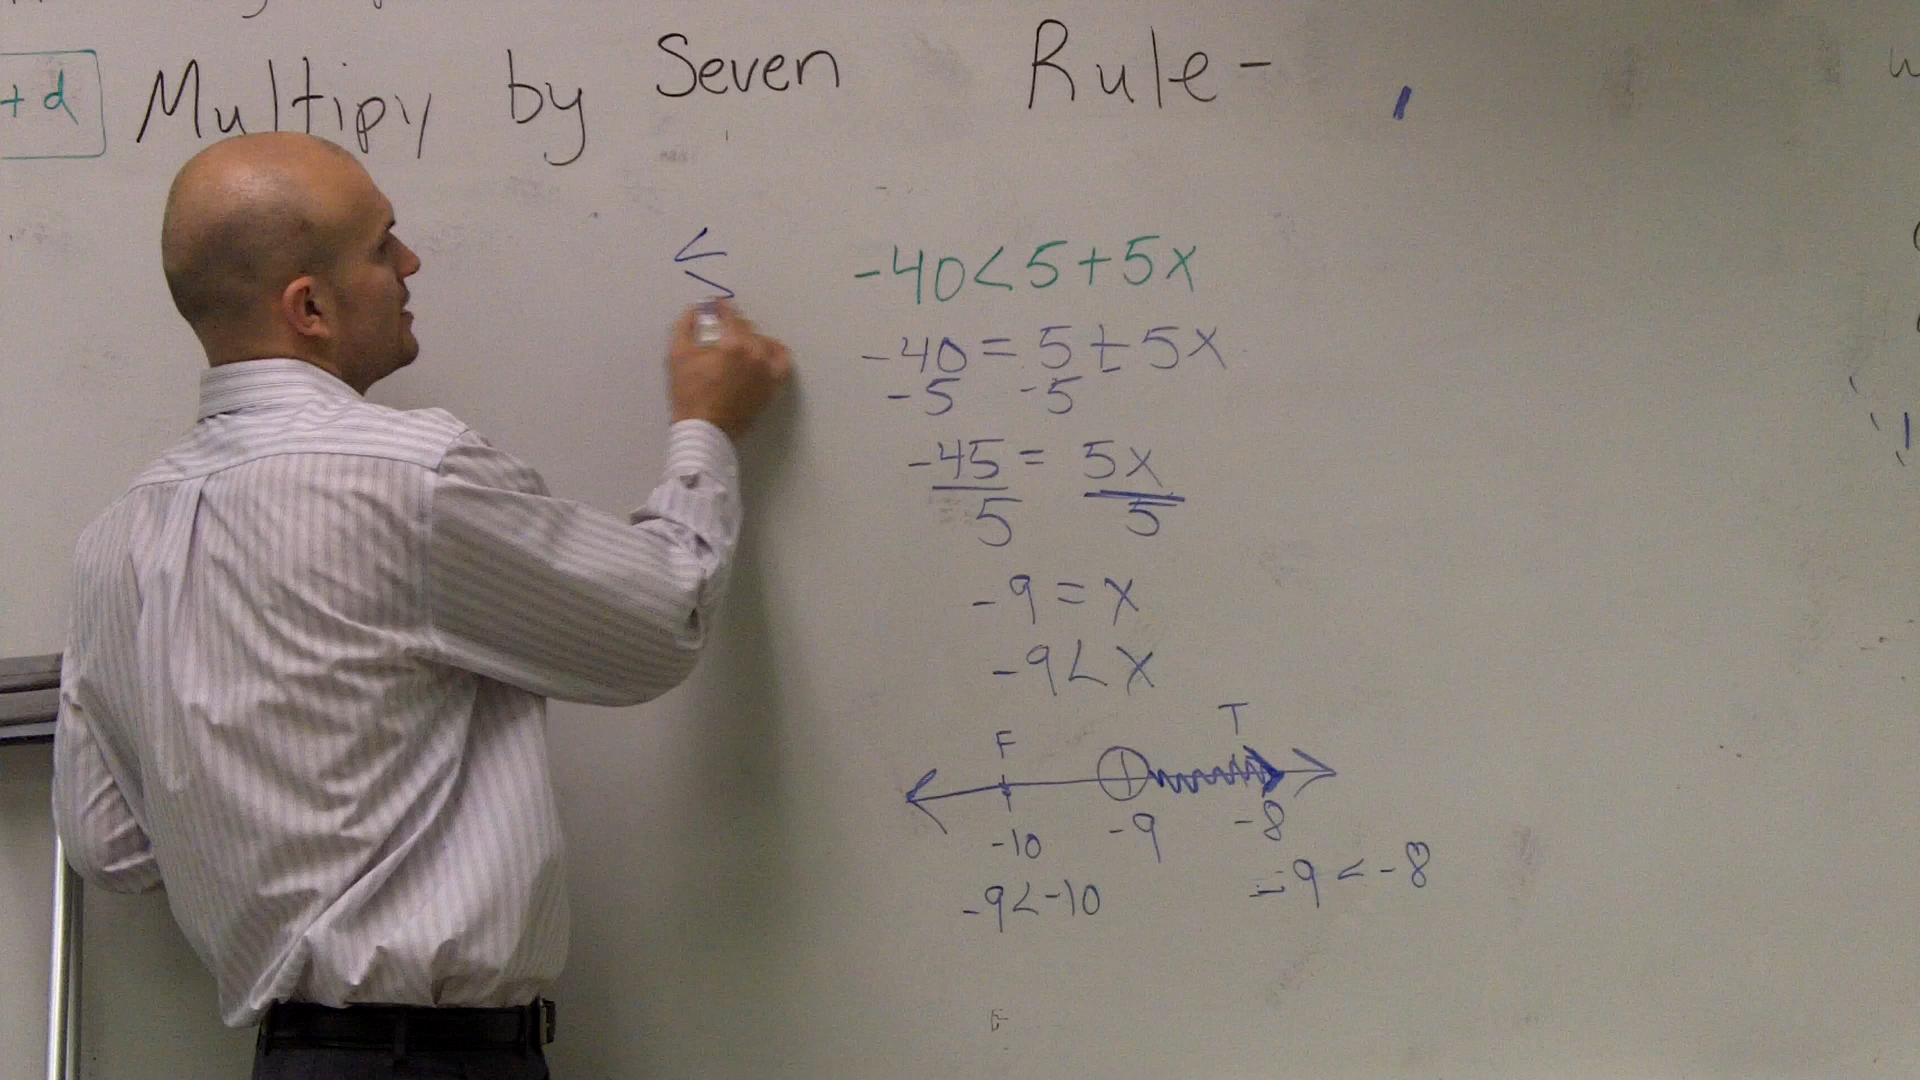 + d
Multipy by Seven Rule -
<
>
-40<5+5x
-40=5+5x
-5 -5
-45 = 5x
5 5
-9=x
-9<x
F T
-10 -9 -8
-9<-10 -9<-8